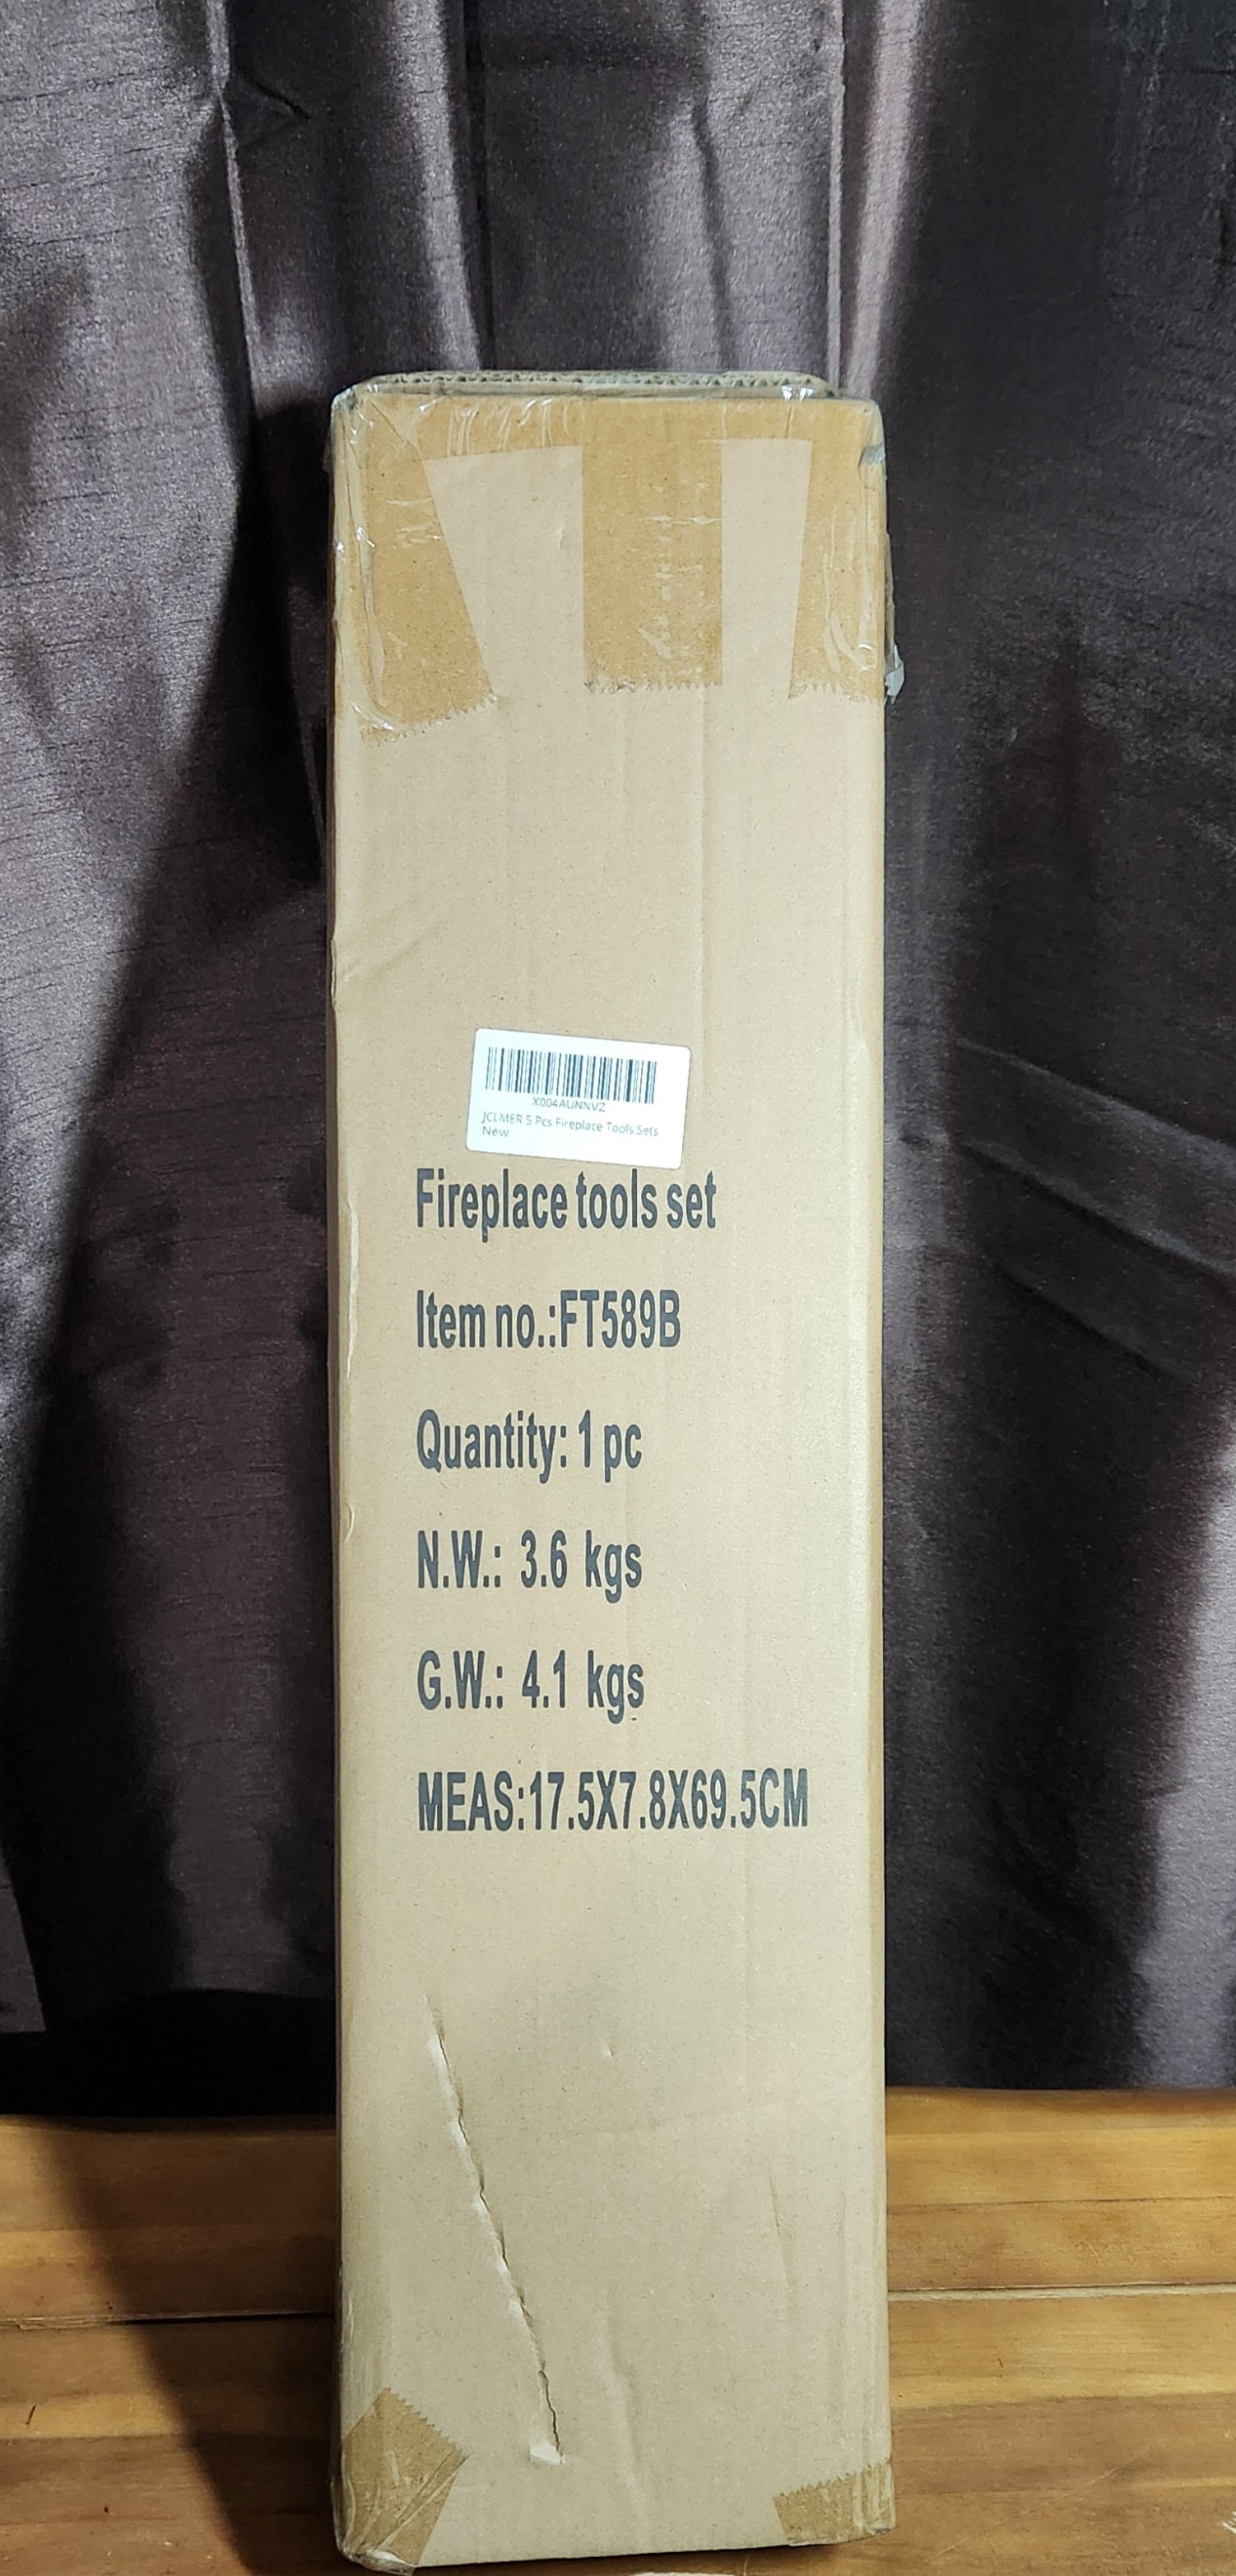 X004AUNNVZ
JCLMER 5 Pcs Fireplace Tools Sets
New
Fireplace tools set
Item no.:FT589B
Quantity: 1 pc
N.W.: 3.6 kgs
G.W.: 4.1 kgs
MEAS:17.5X7.8X69.5CM